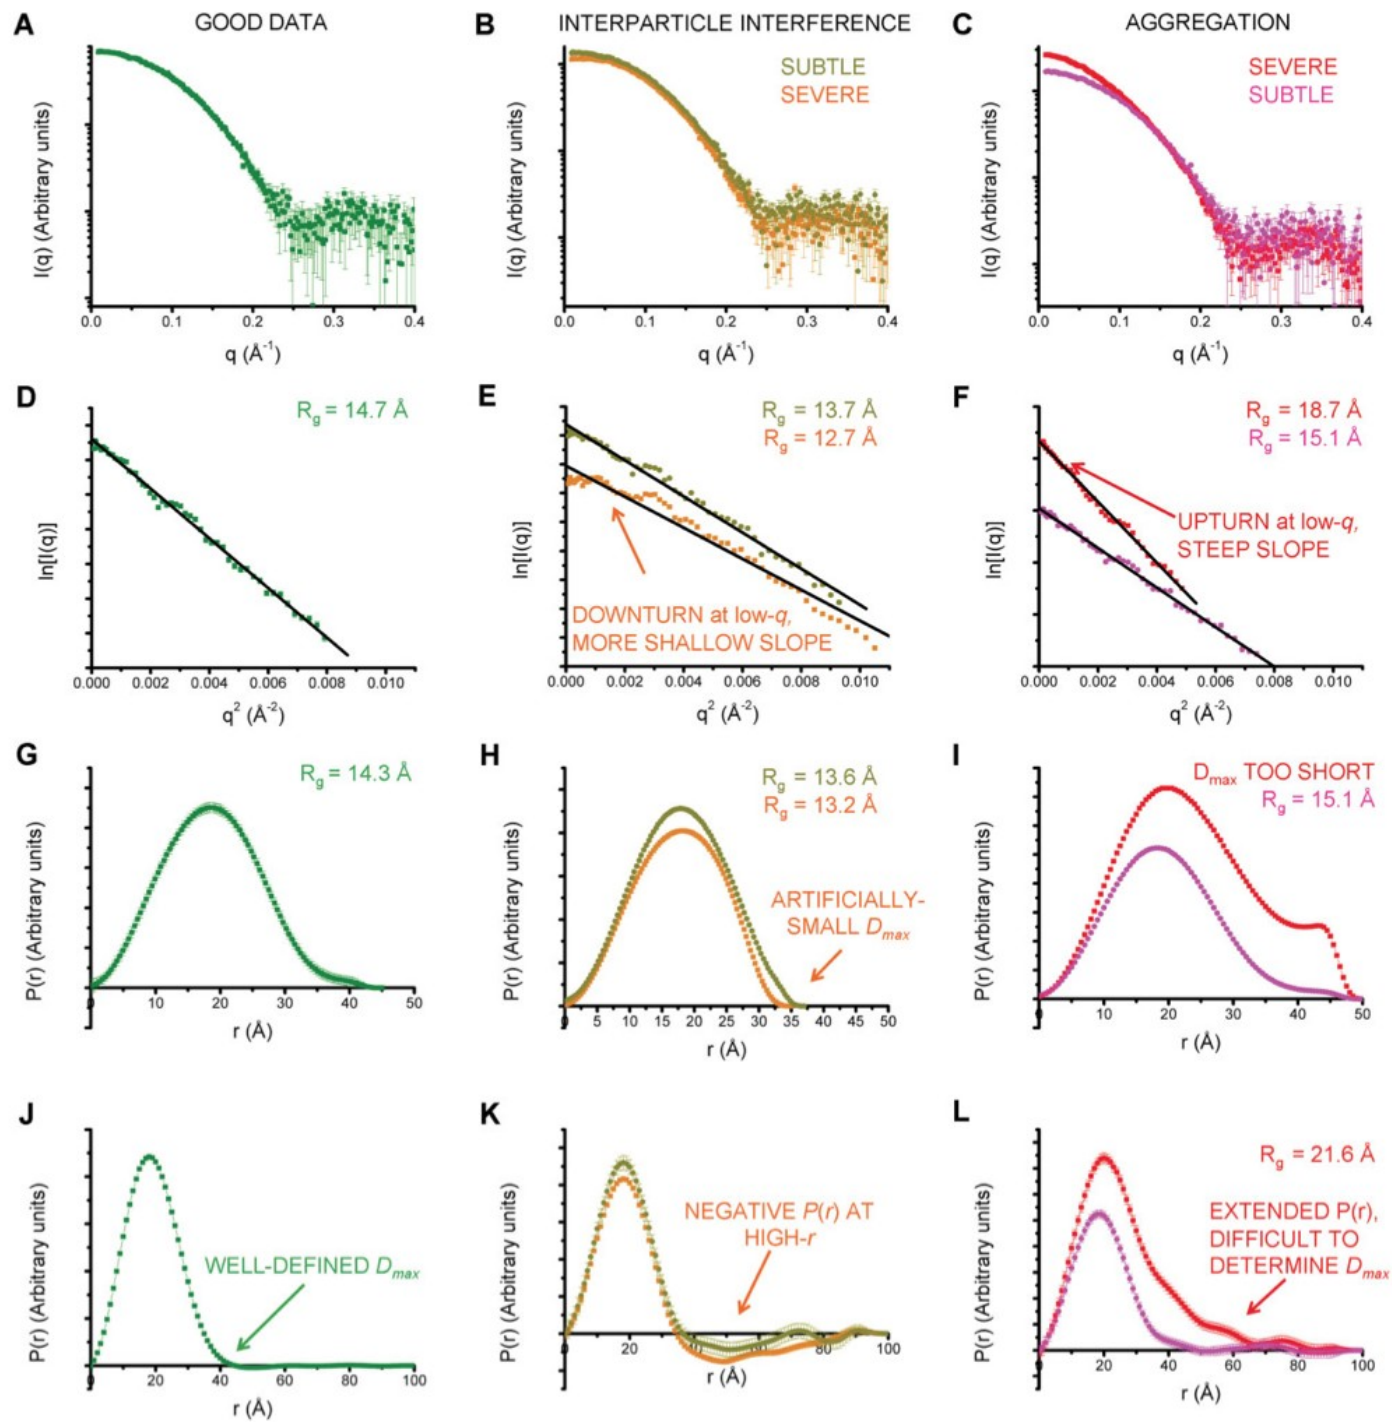 A
GOOD DATA
I(q) (Arbitrary units)
0.0 0.1 0.2 0.3 0.4
q (Å⁻¹)
B
INTERPARTICLE INTERFERENCE
SUBTLE
SEVERE
I(q) (Arbitrary units)
0.0 0.1 0.2 0.3 0.4
q (Å⁻¹)
C
AGGREGATION
SEVERE
SUBTLE
I(q) (Arbitrary units)
0.0 0.1 0.2 0.3 0.4
q (Å⁻¹)
D
Rg = 14.7 Å
ln[I(q)]
0.000 0.002 0.004 0.006 0.008 0.010
q² (Å⁻²)
E
Rg = 13.7 Å
Rg = 12.7 Å
ln[I(q)]
DOWNTURN at low-q,
MORE SHALLOW SLOPE
0.000 0.002 0.004 0.006 0.008 0.010
q² (Å⁻²)
F
Rg = 18.7 Å
Rg = 15.1 Å
ln[I(q)]
UPTURN at low-q,
STEEP SLOPE
0.000 0.002 0.004 0.006 0.008 0.010
q² (Å⁻²)
G
Rg = 14.3 Å
P(r) (Arbitrary units)
0 10 20 30 40 50
r (Å)
H
Rg = 13.6 Å
Rg = 13.2 Å
P(r) (Arbitrary units)
ARTIFICIALLY-
SMALL Dmax
0 5 10 15 20 25 30 35 40 45 50
r (Å)
I
Dmax TOO SHORT
Rg = 15.1 Å
P(r) (Arbitrary units)
0 10 20 30 40 50
r (Å)
J
P(r) (Arbitrary units)
WELL-DEFINED Dmax
0 20 40 60 80 100
r (Å)
K
P(r) (Arbitrary units)
NEGATIVE P(r) AT
HIGH-r
0 20 40 60 80 100
r (Å)
L
Rg = 21.6 Å
P(r) (Arbitrary units)
EXTENDED P(r),
DIFFICULT TO
DETERMINE Dmax
0 20 40 60 80 100
r (Å)